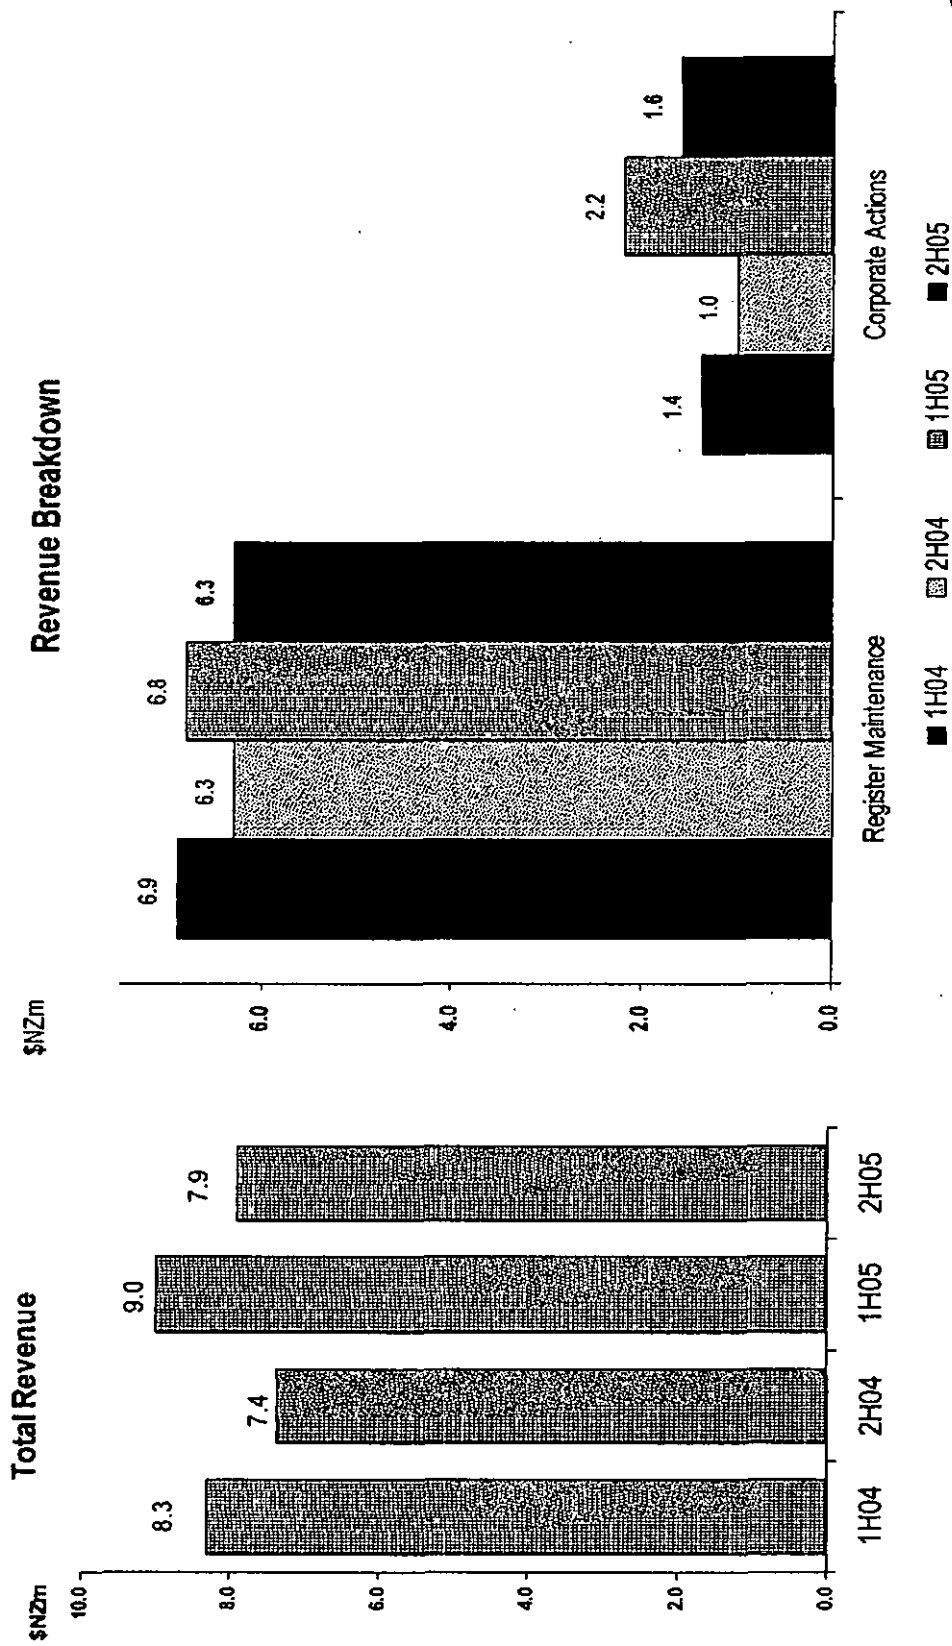 Total Revenue
$NZm
10.0
8.0
6.0
4.0
2.0
0.0
8.3
7.4
9.0
7.9
1H04
2H04
1H05
2H05
Revenue Breakdown
$NZm
6.0
4.0
2.0
0.0
6.9
6.3
6.8
6.3
1.4
1.0
2.2
1.6
Register Maintenance
Corporate Actions
1H04 2H04 1H05 2H05